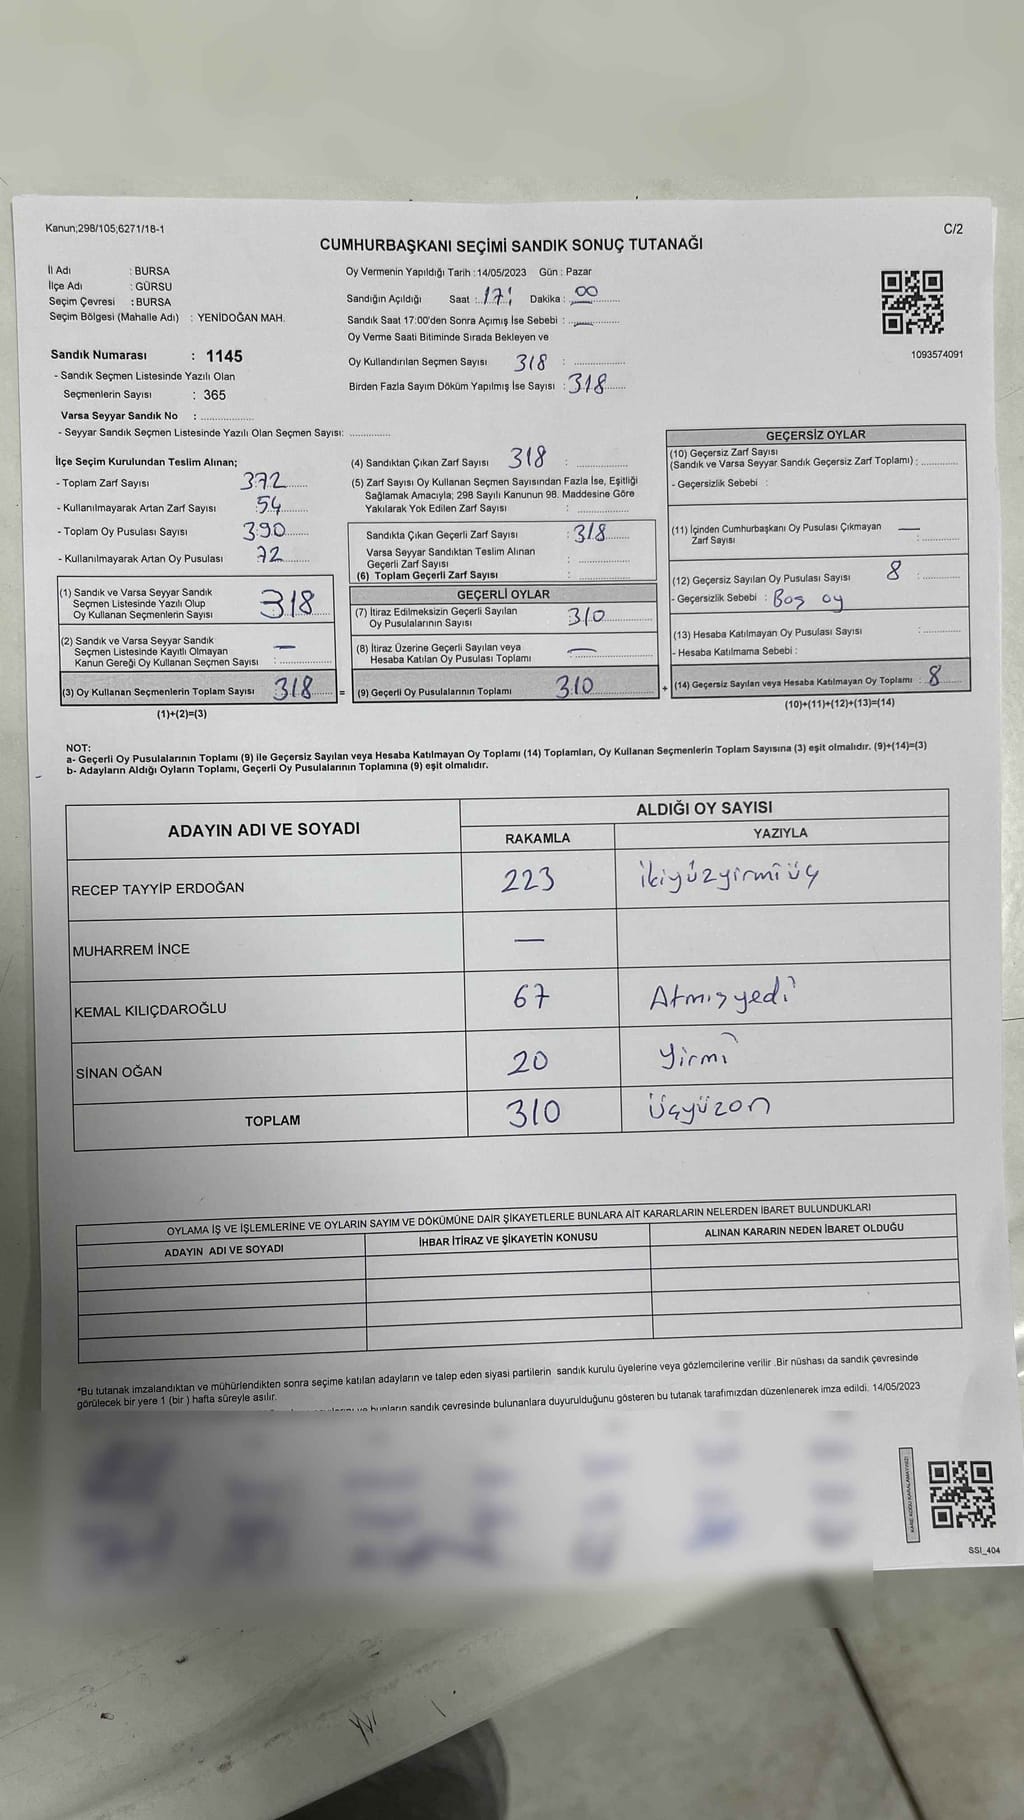 Kanun;298/105;6271/18-1
C/2
CUMHURBAŞKANI SEÇİMİ SANDIK SONUÇ TUTANAĞI
İl Adı : BURSA
İlçe Adı : GÜRSU
Seçim Çevresi : BURSA
Seçim Bölgesi (Mahalle Adı) : YENİDOĞAN MAH.
Oy Vermenin Yapıldığı Tarih : 14/05/2023 Gün : Pazar
Sandığın Açıldığı Saat : 17: Dakika : 00
Sandık Saat 17:00'den Sonra Açımış İse Sebebi : —
Oy Verme Saati Bitiminde Sırada Bekleyen ve
Oy Kullandırılan Seçmen Sayısı 318 :
Birden Fazla Sayım Döküm Yapılmış İse Sayısı : 318
1093574091
Sandık Numarası : 1145
- Sandık Seçmen Listesinde Yazılı Olan
Seçmenlerin Sayısı : 365
Varsa Seyyar Sandık No :
- Seyyar Sandık Seçmen Listesinde Yazılı Olan Seçmen Sayısı:
İlçe Seçim Kurulundan Teslim Alınan;
- Toplam Zarf Sayısı 372
- Kullanılmayarak Artan Zarf Sayısı : 54
- Toplam Oy Pusulası Sayısı 390
- Kullanılmayarak Artan Oy Pusulası 72
(1) Sandık ve Varsa Seyyar Sandık
Seçmen Listesinde Yazılı Olup
Oy Kullanan Seçmenlerin Sayısı 318
(2) Sandık ve Varsa Seyyar Sandık
Seçmen Listesinde Kayıtlı Olmayan
Kanun Gereği Oy Kullanan Seçmen Sayısı : —
(3) Oy Kullanan Seçmenlerin Toplam Sayısı 318
(1)+(2)=(3)
=
(4) Sandıktan Çıkan Zarf Sayısı 318 :
(5) Zarf Sayısı Oy Kullanan Seçmen Sayısından Fazla İse, Eşitliği
Sağlamak Amacıyla; 298 Sayılı Kanunun 98. Maddesine Göre
Yakılarak Yok Edilen Zarf Sayısı :
Sandıkta Çıkan Geçerli Zarf Sayısı : 318
Varsa Seyyar Sandıktan Teslim Alınan
Geçerli Zarf Sayısı :
(6) Toplam Geçerli Zarf Sayısı :
GEÇERLİ OYLAR
(7) İtiraz Edilmeksizin Geçerli Sayılan
Oy Pusulalarının Sayısı 310
(8) İtiraz Üzerine Geçerli Sayılan veya
Hesaba Katılan Oy Pusulası Toplamı : —
(9) Geçerli Oy Pusulalarının Toplamı 310
+
GEÇERSİZ OYLAR
(10) Geçersiz Zarf Sayısı
(Sandık ve Varsa Seyyar Sandık Geçersiz Zarf Toplamı) :
- Geçersizlik Sebebi :
(11) İçinden Cumhurbaşkanı Oy Pusulası Çıkmayan
Zarf Sayısı — :
(12) Geçersiz Sayılan Oy Pusulası Sayısı 8 :
- Geçersizlik Sebebi : Boş oy
(13) Hesaba Katılmayan Oy Pusulası Sayısı :
- Hesaba Katılmama Sebebi :
(14) Geçersiz Sayılan veya Hesaba Katılmayan Oy Toplamı : 8
(10)+(11)+(12)+(13)=(14)
NOT:
a- Geçerli Oy Pusulalarının Toplamı (9) ile Geçersiz Sayılan veya Hesaba Katılmayan Oy Toplamı (14) Toplamları, Oy Kullanan Seçmenlerin Toplam Sayısına (3) eşit olmalıdır. (9)+(14)=(3)
b- Adayların Aldığı Oyların Toplamı, Geçerli Oy Pusulalarının Toplamına (9) eşit olmalıdır.
ADAYIN ADI VE SOYADI
ALDIĞI OY SAYISI
RAKAMLA YAZIYLA
RECEP TAYYİP ERDOĞAN 223 ikiyüzyirmiüç
MUHARREM İNCE —
KEMAL KILIÇDAROĞLU 67 Atmışyedi
SİNAN OĞAN 20 Yirmi
TOPLAM 310 Üçyüzon
OYLAMA İŞ VE İŞLEMLERİNE VE OYLARIN SAYIM VE DÖKÜMÜNE DAİR ŞİKAYETLERLE BUNLARA AİT KARARLARIN NELERDEN İBARET BULUNDUKLARI
ADAYIN ADI VE SOYADI İHBAR İTİRAZ VE ŞİKAYETİN KONUSU ALINAN KARARIN NEDEN İBARET OLDUĞU
*Bu tutanak imzalandıktan ve mühürlendikten sonra seçime katılan adayların ve talep eden siyasi partilerin sandık kurulu üyelerine veya gözlemcilerine verilir .Bir nüshası da sandık çevresinde
görülecek bir yere 1 (bir ) hafta süreyle asılır.
bunların sandık çevresinde bulunanlara duyurulduğunu gösteren bu tutanak tarafımızdan düzenlenerek imza edildi. 14/05/2023
KARE KODU KARALAMAYINIZ!
SSI_404